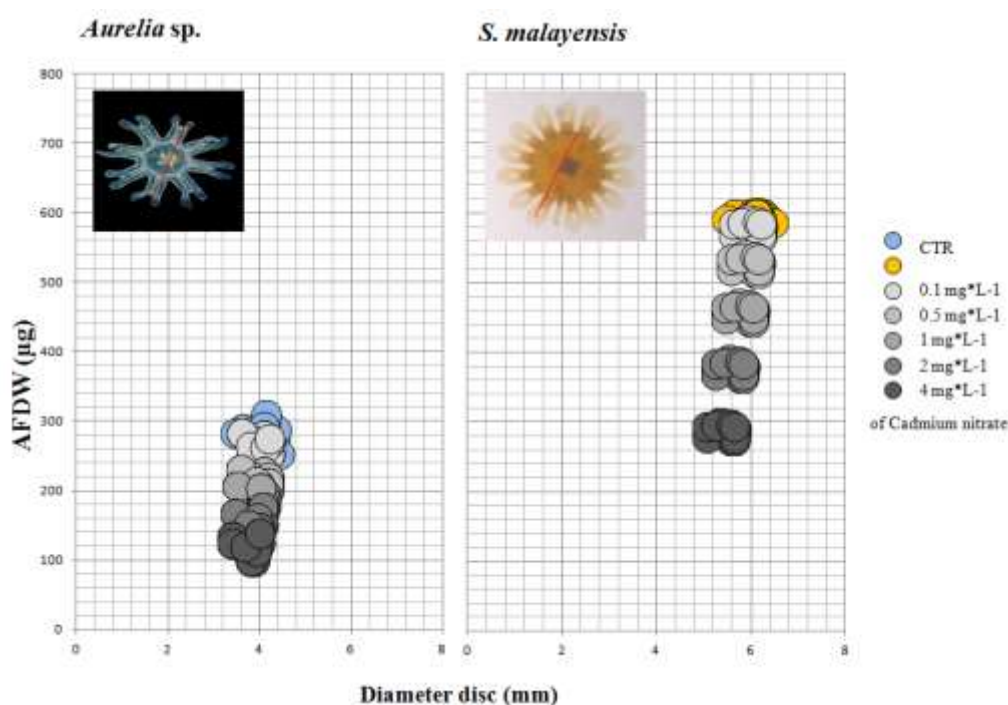 Aurelia sp.
S. malayensis
800
700
600
500
400
300
200
100
0
AFDW (µg)
0 2 4 6 8
0 2 4 6 8
Diameter disc (mm)
CTR
0.1 mg*L-1
0.5 mg*L-1
1 mg*L-1
2 mg*L-1
4 mg*L-1
of Cadmium nitrate